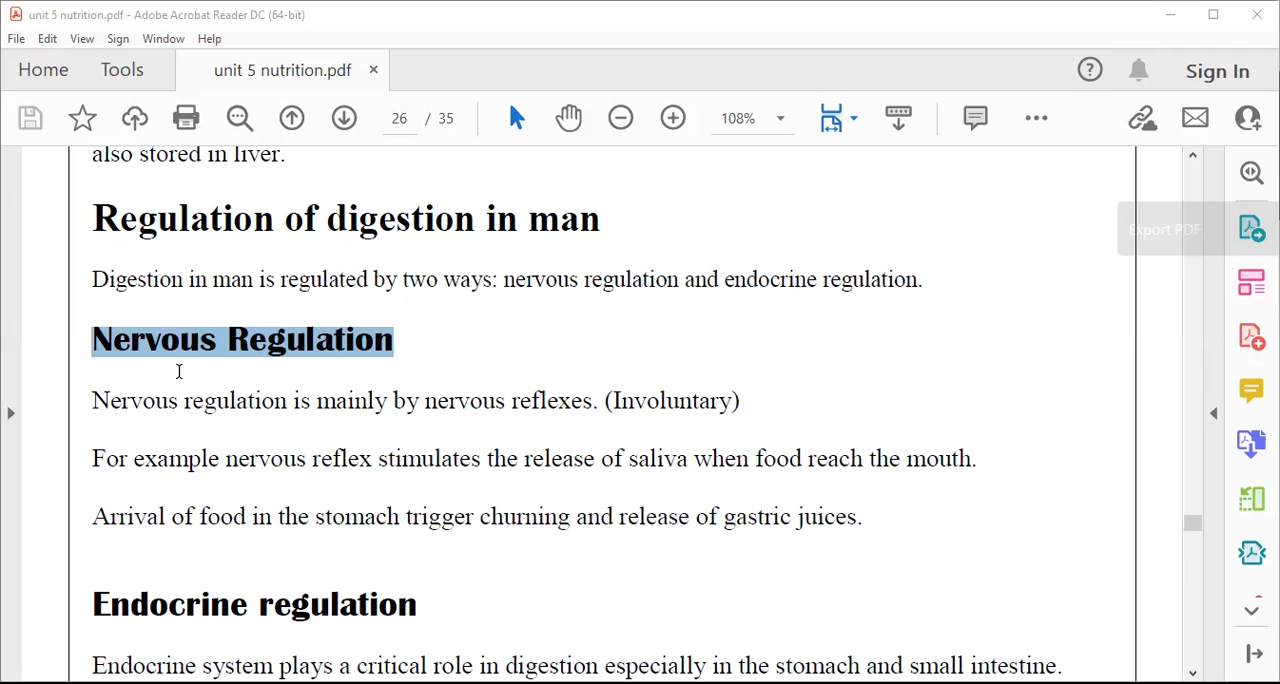 unit 5 nutrition.pdf - Adobe Acrobat Reader DC (64-bit)
File Edit View Sign Window Help
Home Tools unit 5 nutrition.pdf × Sign In
26 / 35 108%
also stored in liver.
Regulation of digestion in man
Export PDF
Digestion in man is regulated by two ways: nervous regulation and endocrine regulation.
Nervous Regulation
Nervous regulation is mainly by nervous reflexes. (Involuntary)
For example nervous reflex stimulates the release of saliva when food reach the mouth.
Arrival of food in the stomach trigger churning and release of gastric juices.
Endocrine regulation
Endocrine system plays a critical role in digestion especially in the stomach and small intestine.